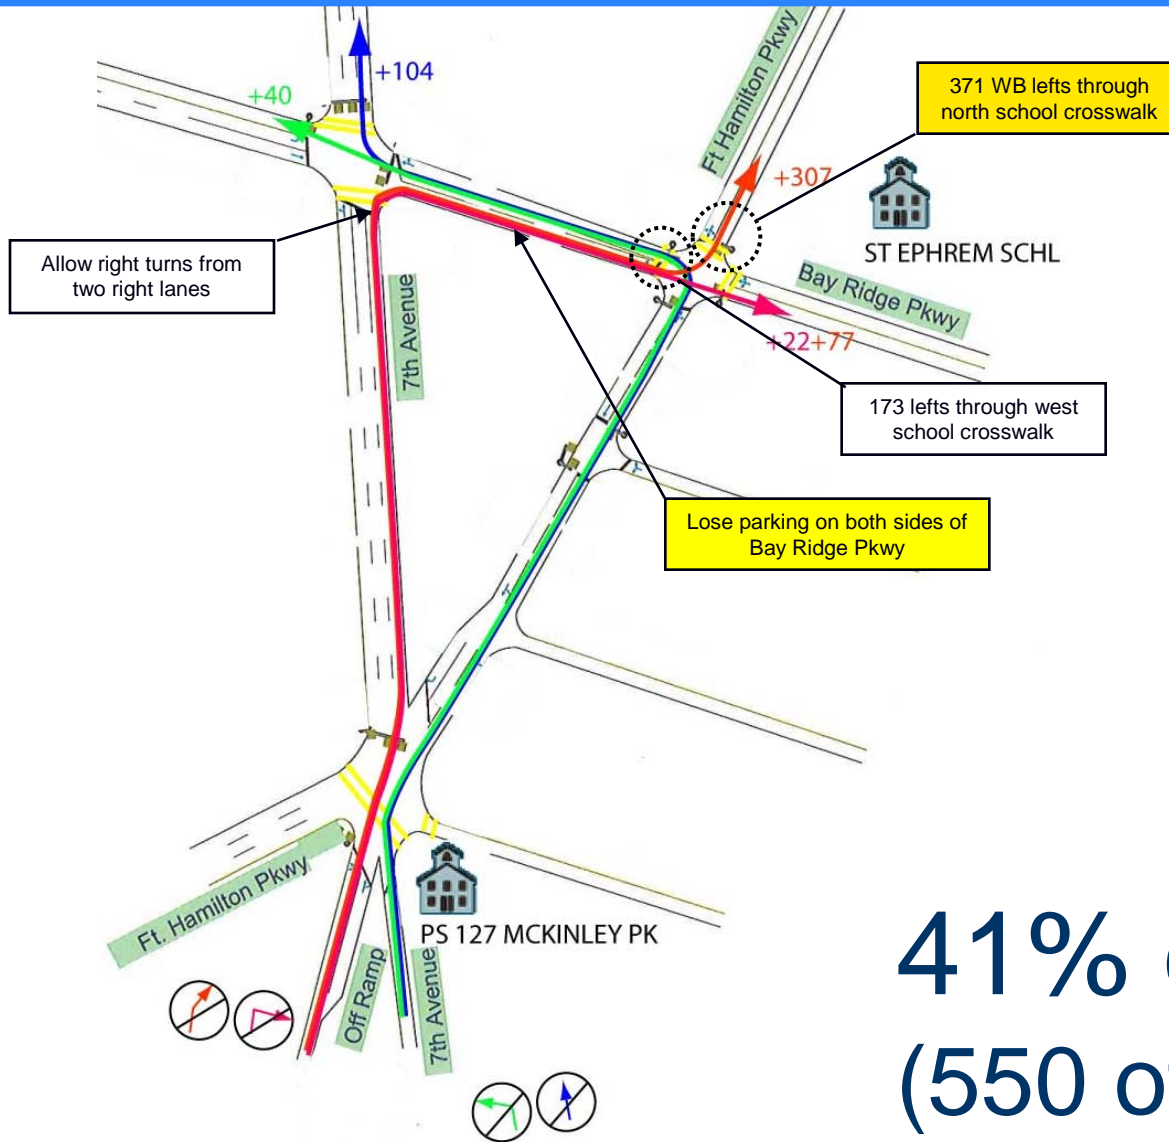 +104
+40
Ft Hamilton Pkwy
371 WB lefts through
north school crosswalk
+307
ST EPHREM SCHL
Allow right turns from
two right lanes
Bay Ridge Pkwy
7th Avenue
+22+77
173 lefts through west
school crosswalk
Lose parking on both sides of
Bay Ridge Pkwy
Ft. Hamilton Pkwy
PS 127 MCKINLEY PK
Off Ramp
7th Avenue
41%
(550